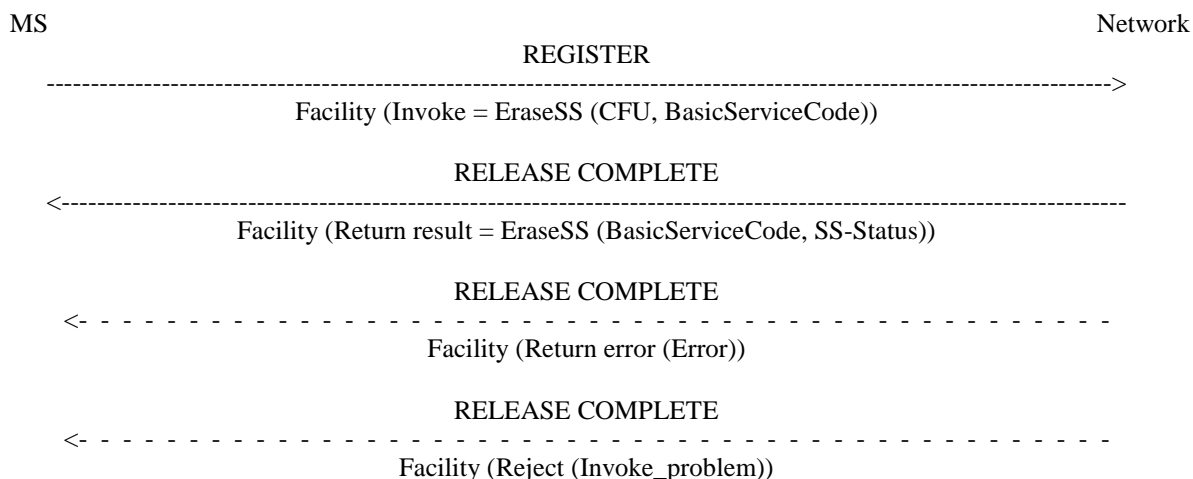 MS Network
REGISTER
Facility (Invoke = EraseSS (CFU, BasicServiceCode))
RELEASE COMPLETE
Facility (Return result = EraseSS (BasicServiceCode, SS-Status))
RELEASE COMPLETE
Facility (Return error (Error))
RELEASE COMPLETE
Facility (Reject (Invoke_problem))